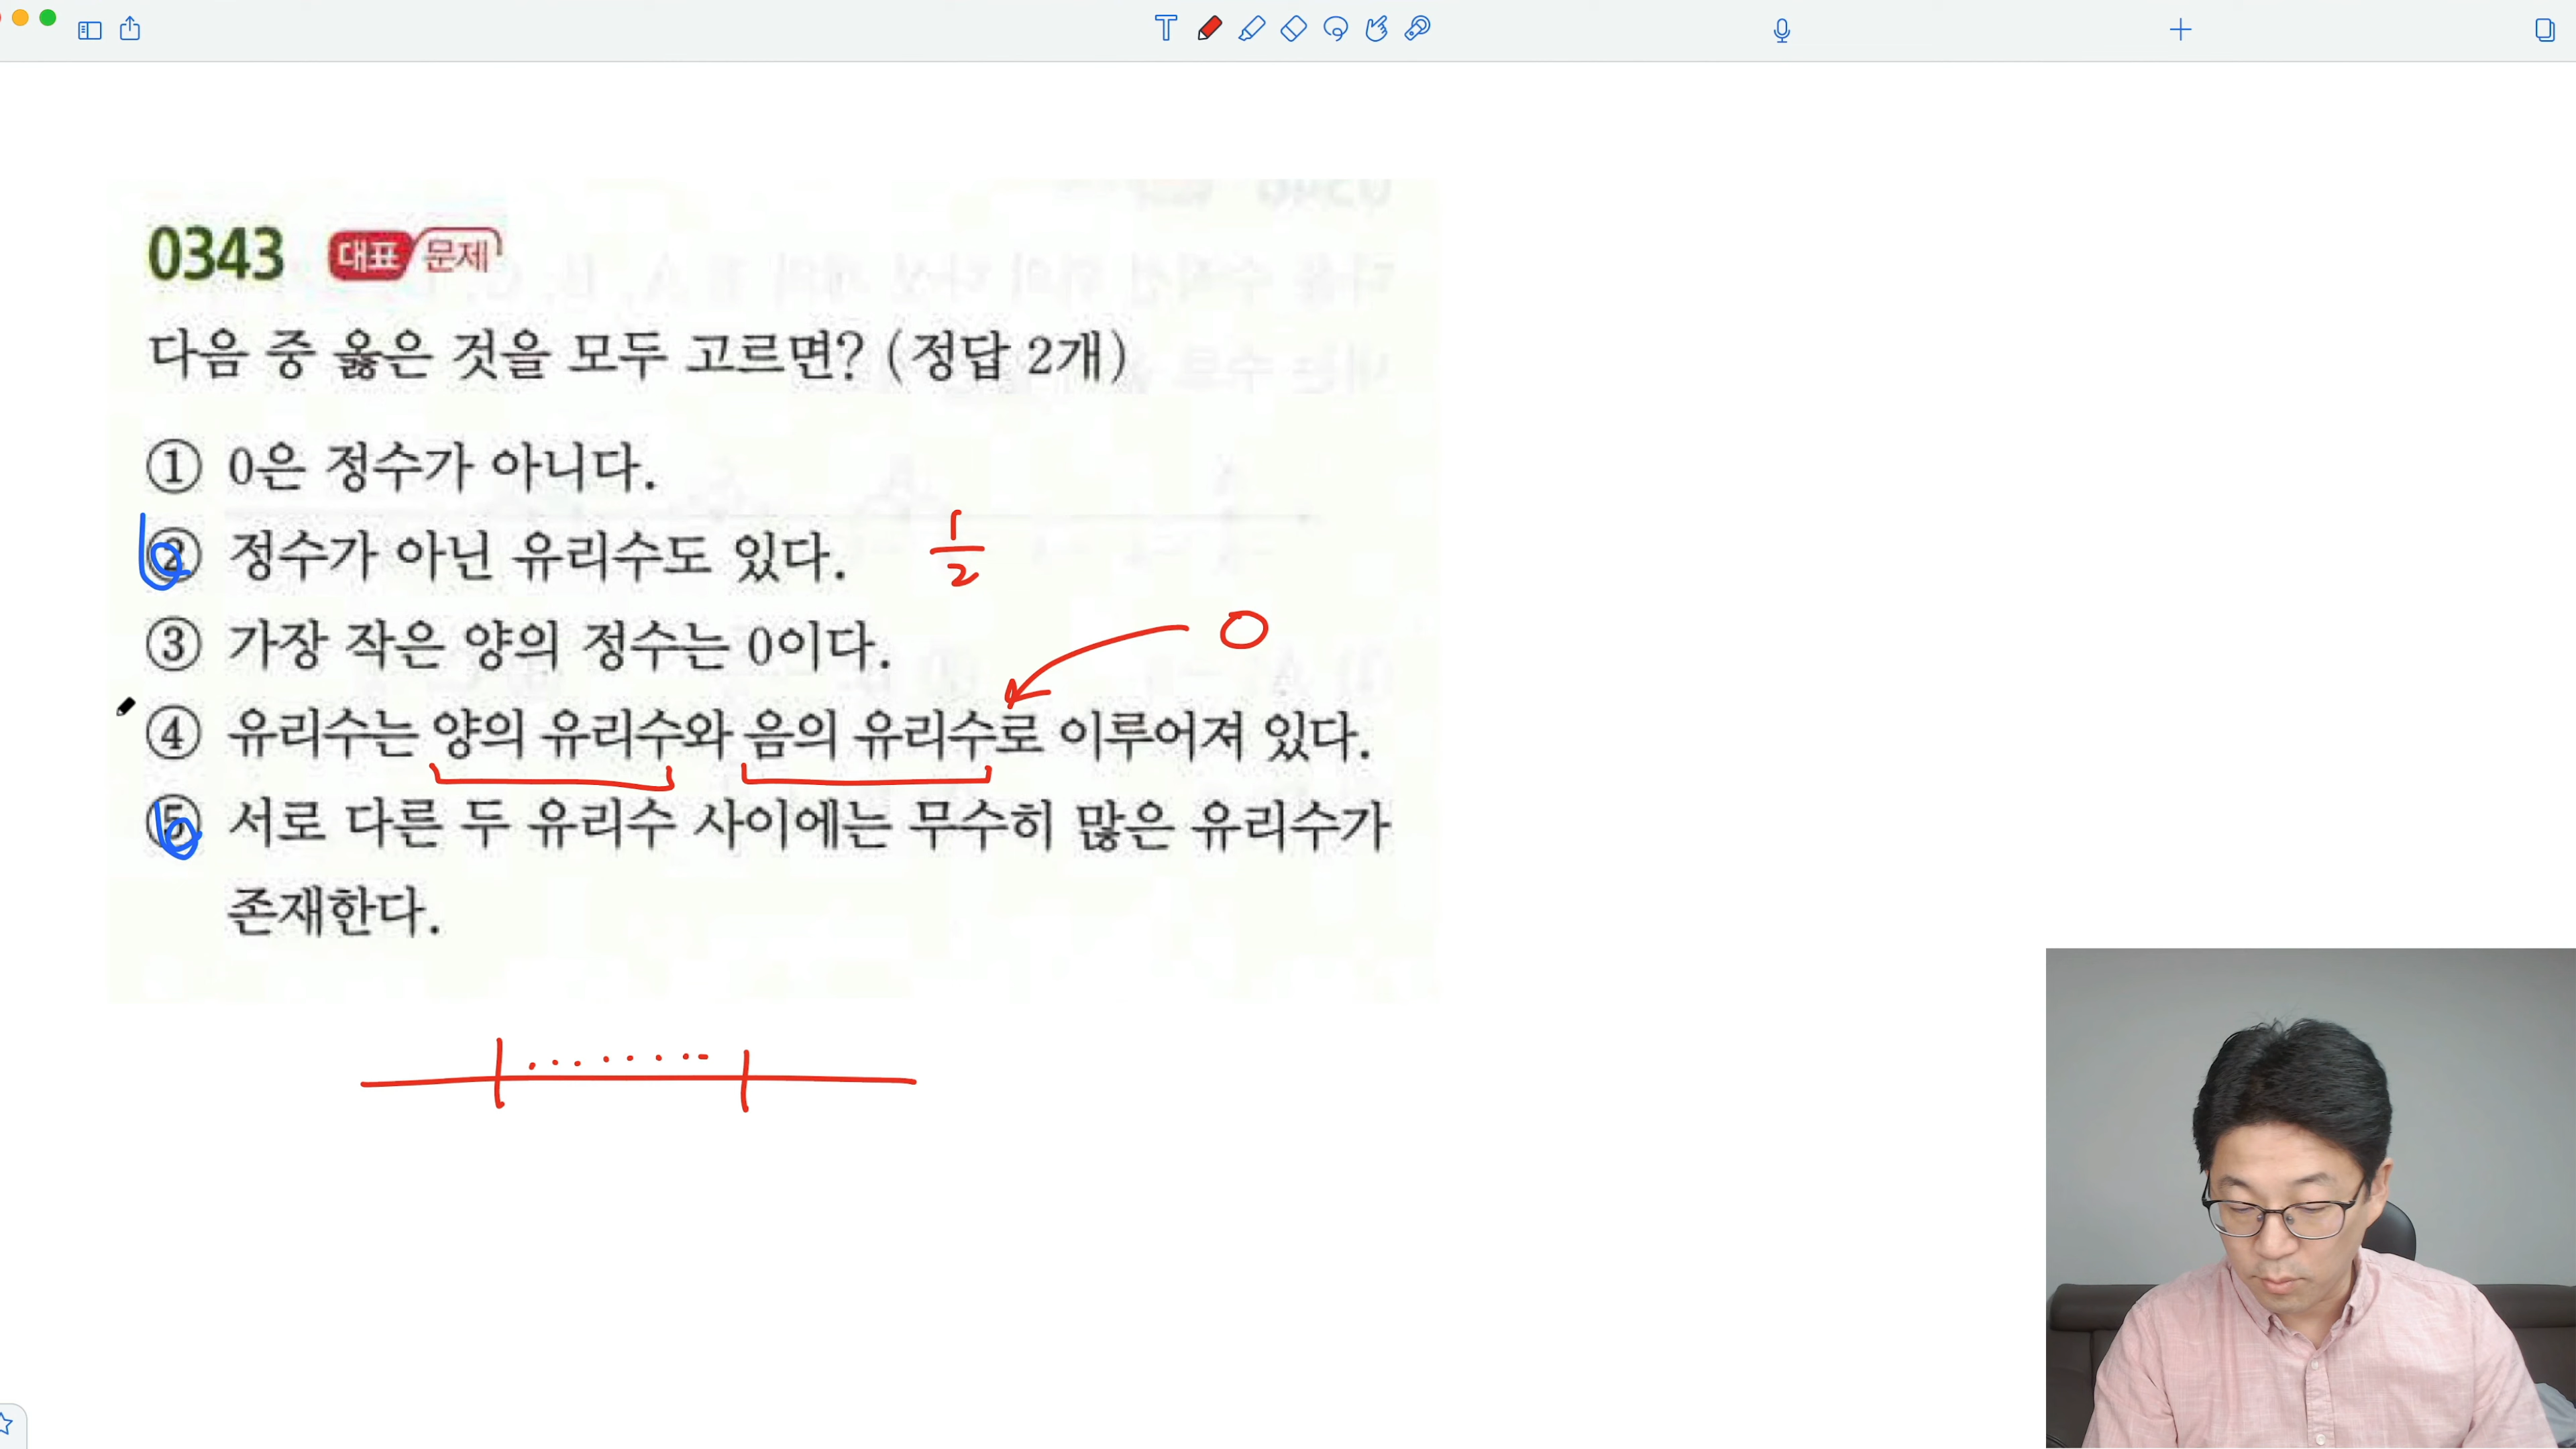 0343 대표 문제
다음 중 옳은 것을 모두 고르면? (정답 2개)
① 0은 정수가 아니다.
② 정수가 아닌 유리수도 있다. 1/2
③ 가장 작은 양의 정수는 0이다. 0
④ 유리수는 양의 유리수와 음의 유리수로 이루어져 있다.
⑤ 서로 다른 두 유리수 사이에는 무수히 많은 유리수가
존재한다.